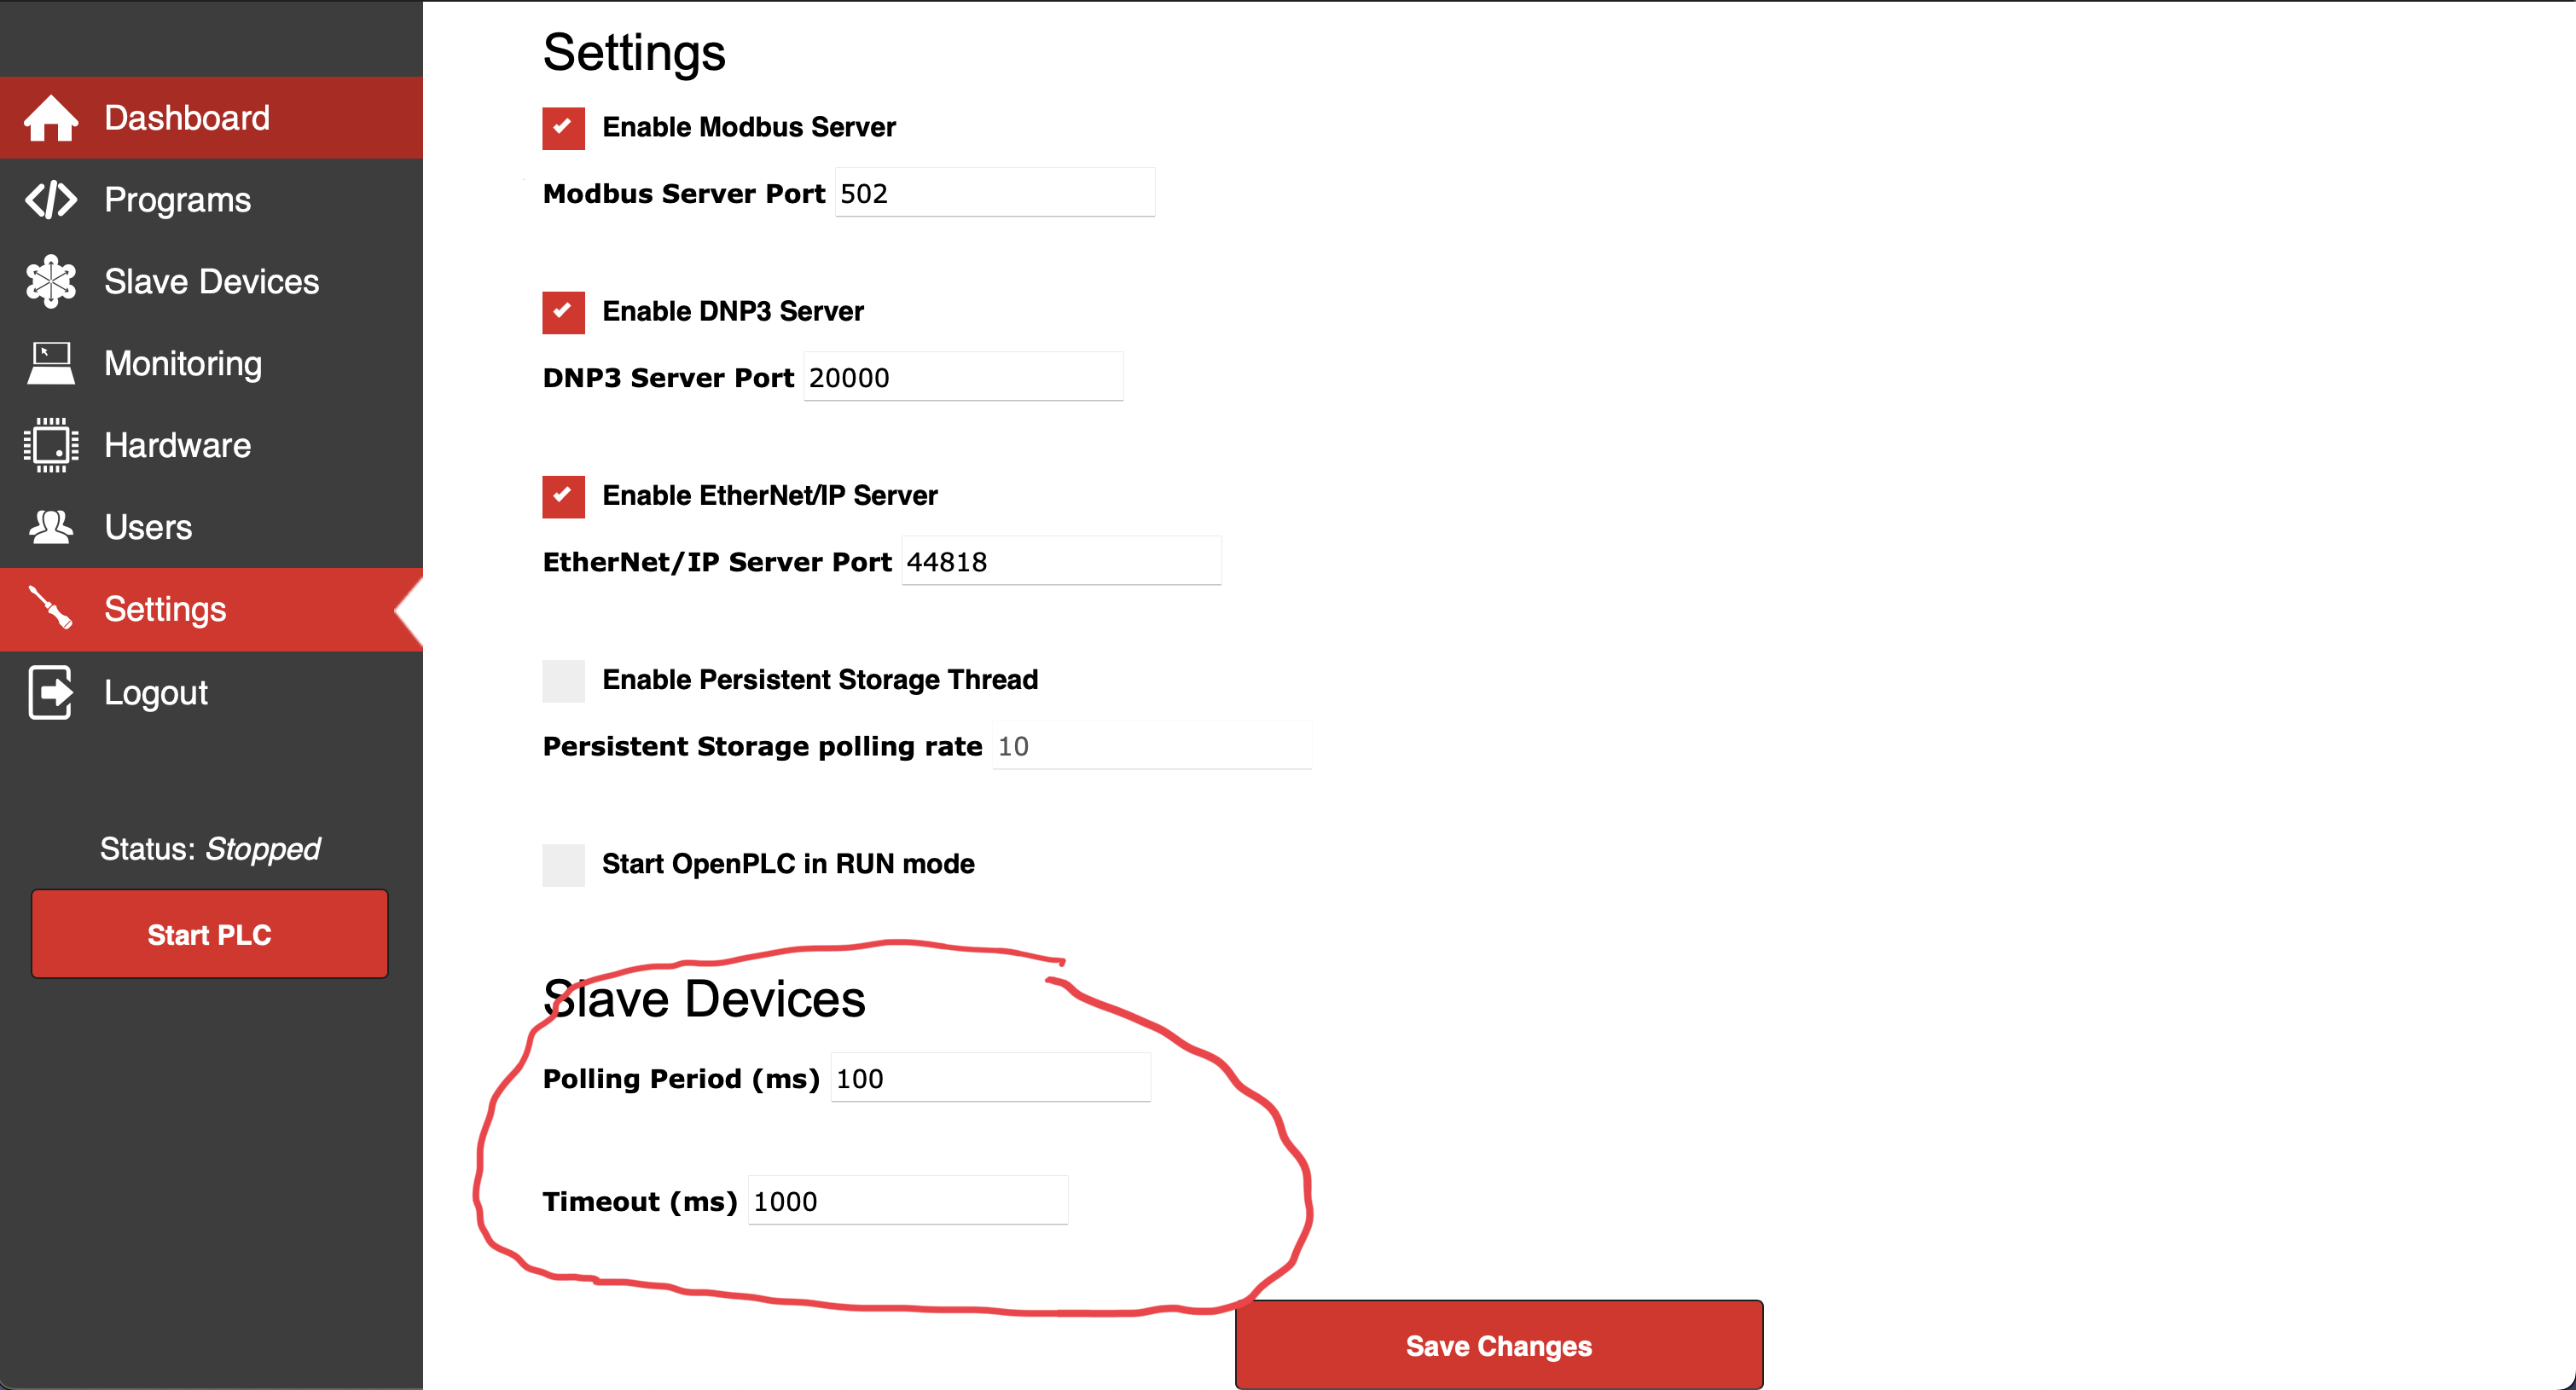 Dashboard
Programs
Slave Devices
Monitoring
Hardware
Users
Settings
Logout
Status: Stopped
Start PLC
Settings
Enable Modbus Server
Modbus Server Port 502
Enable DNP3 Server
DNP3 Server Port 20000
Enable EtherNet/IP Server
EtherNet/IP Server Port 44818
Enable Persistent Storage Thread
Persistent Storage polling rate 10
Start OpenPLC in RUN mode
Slave Devices
Polling Period (ms) 100
Timeout (ms) 1000
Save Changes